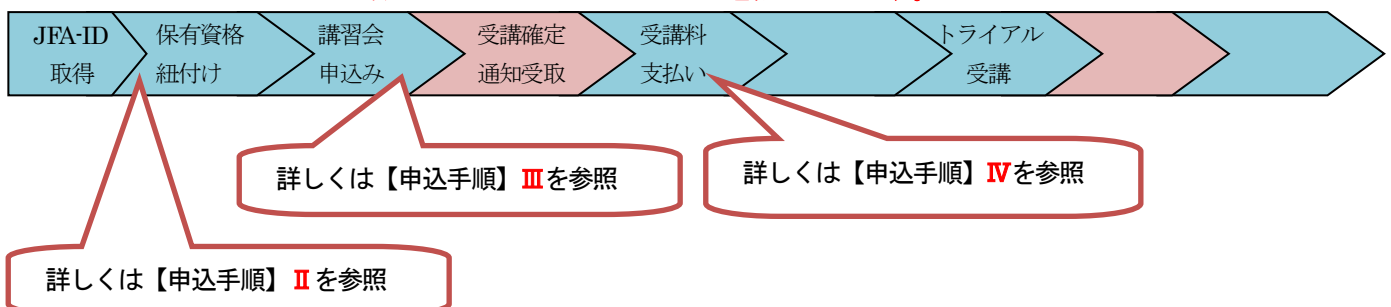 JFA-ID
取得
保有資格
紐付け
講習会
申込み
受講確定
通知受取
受講料
支払い
トライアル
受講
詳しくは【申込手順】Ⅲを参照
詳しくは【申込手順】Ⅳを参照
詳しくは【申込手順】Ⅱを参照